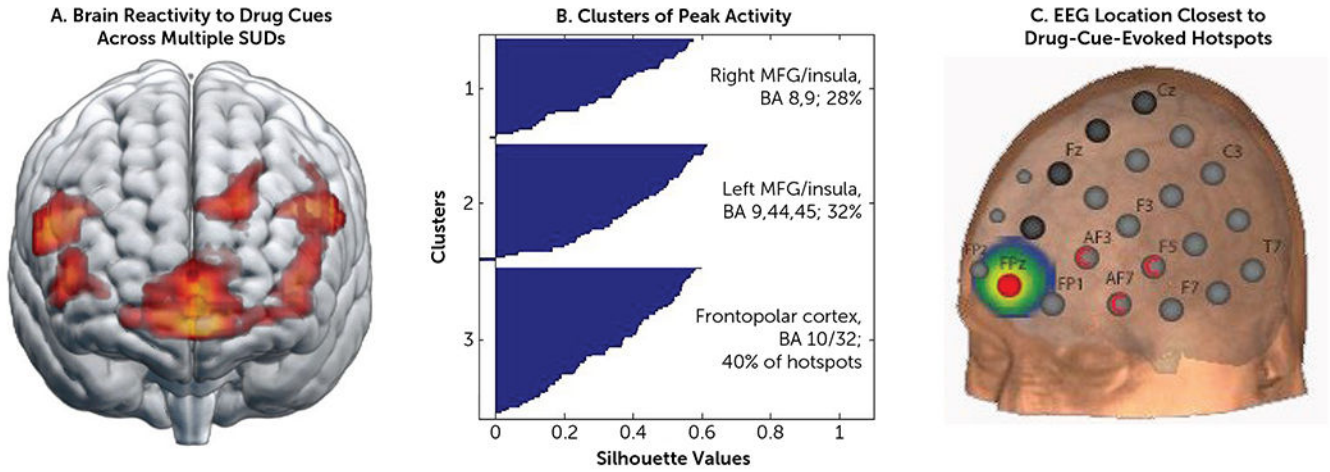 A. Brain Reactivity to Drug Cues
Across Multiple SUDs
B. Clusters of Peak Activity
Clusters
1
Right MFG/insula,
BA 8,9; 28%
2
Left MFG/insula,
BA 9,44,45; 32%
3
Frontopolar cortex,
BA 10/32;
40% of hotspots
0 0.2 0.4 0.6 0.8 1
Silhouette Values
C. EEG Location Closest to
Drug-Cue-Evoked Hotspots
Cz
Fz
C3
F3
AF3
F5
T7
FPz
FP1
AF7
F7